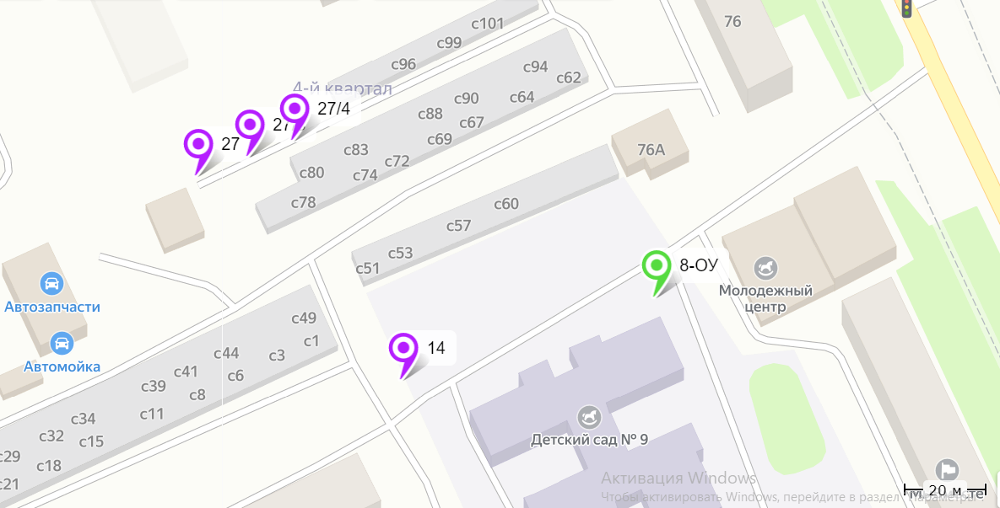 с101
76
с99
с96
с94
с62
4-й квартал
с90
с64
27/4
с88
с67
27
27
с83
с69
76А
с80
с72
с74
с78
с60
с57
с53
с51
8-ОУ
Молодежный
центр
Автозапчасти
с49
с1
14
Автомойка
с44
с3
с41
с6
с39
с8
с11
с34
с32
с15
Детский сад № 9
с29
с18
с21
Активация Windows
Чтобы активировать Windows, перейдите в раздел "Параметры".
20 м